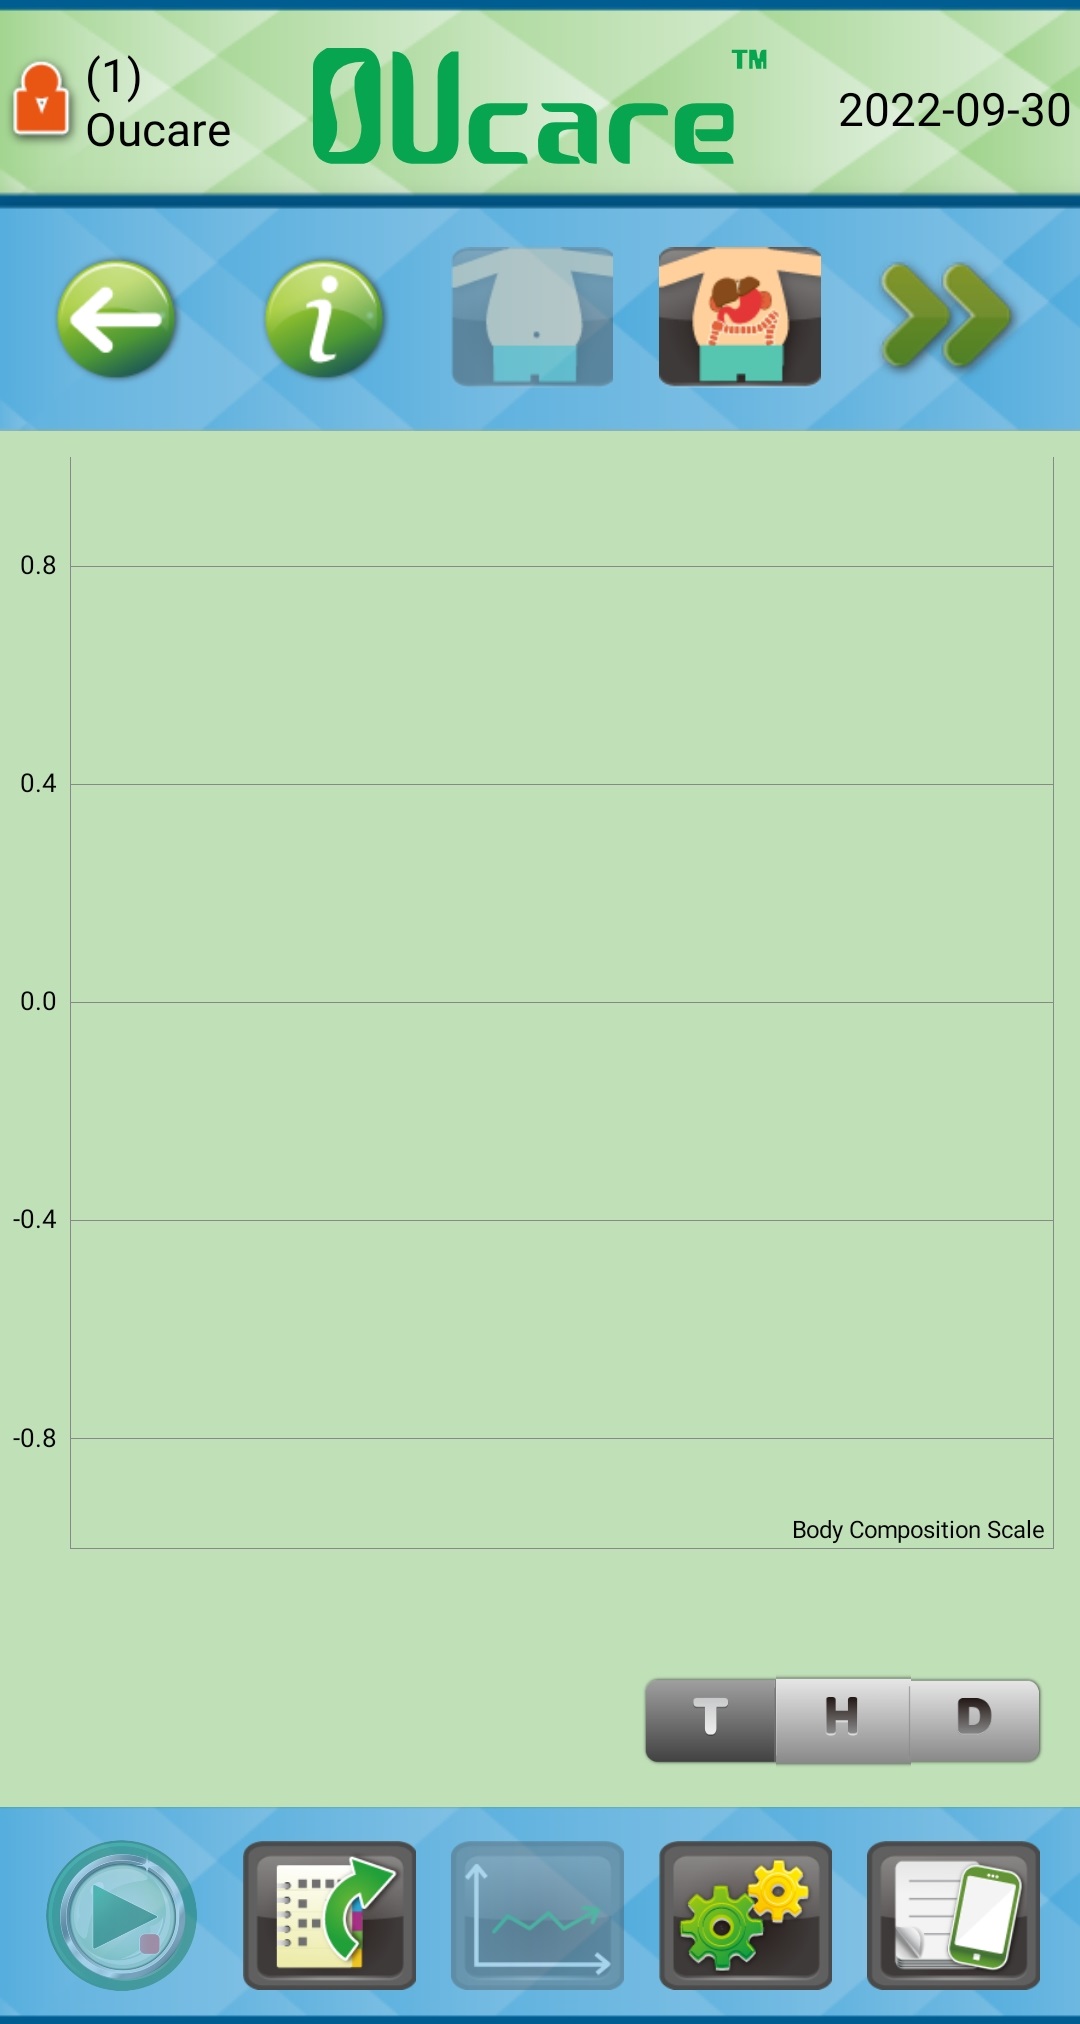 (1)
Oucare
OUcare™
2022-09-30
i
0.8
0.4
0.0
-0.4
-0.8
Body Composition Scale
T H D